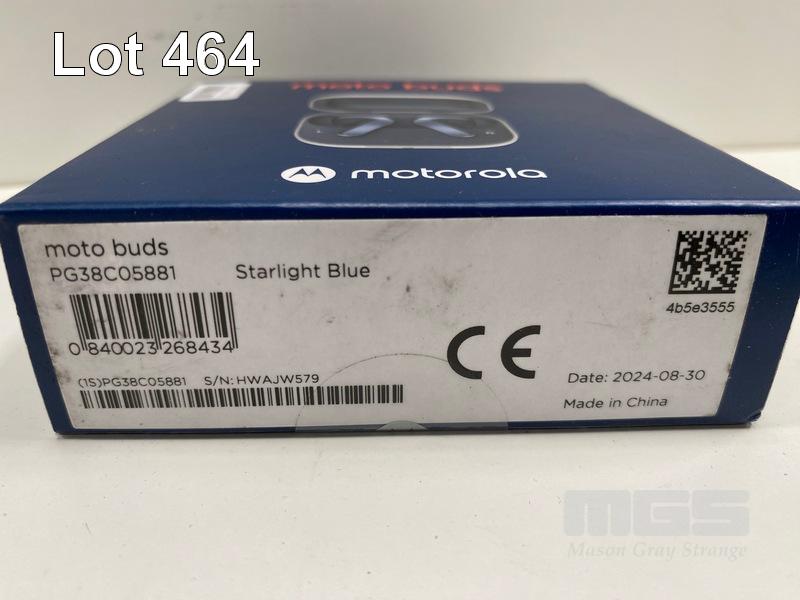 Lot 464
moto buds
motorola
moto buds
PG38C05881 Starlight Blue
0 840023 268434
4b5e3555
CE
(1S)PG38C05881 S/N:HWAJW579
Date: 2024-08-30
Made in China
MGS
Mason Gray Strange